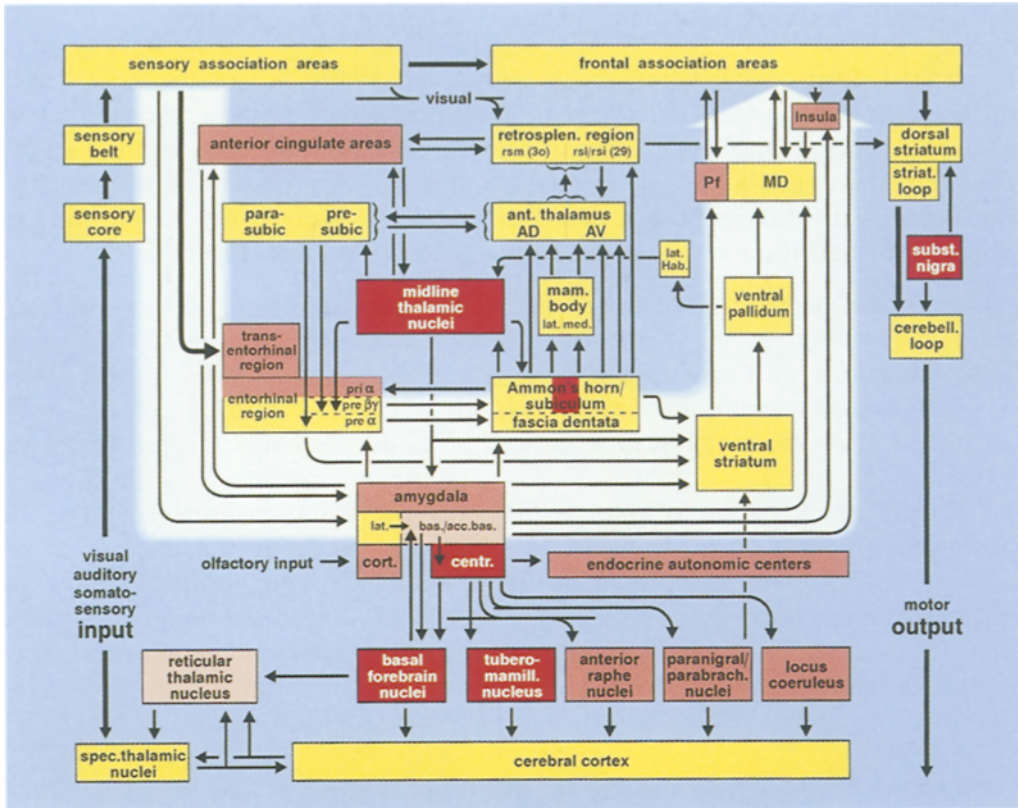 sensory association areas
frontal association areas
visual
sensory
belt
anterior cingulate areas
retrosplen. region
rsm (3o) rsl/rsi (29)
Insula
dorsal
striatum
striat.
loop
Pf
MD
sensory
core
para-
subic
pre-
subic
ant. thalamus
AD AV
lat.
Hab.
subst.
nigra
midline
thalamic
nuclei
mam.
body
lat. med.
ventral
pallidum
cerebell.
loop
trans-
entorhinal
region
entorhinal
region
pri α
pre βγ
pre α
Ammon's horn/
subiculum
fascia dentata
ventral
striatum
amygdala
lat.
bas./acc.bas.
olfactory input
cort.
centr.
endocrine autonomic centers
visual
auditory
somato-
sensory
input
motor
output
reticular
thalamic
nucleus
basal
forebrain
nuclei
tubero-
mamill.
nucleus
anterior
raphe
nuclei
paranigral/
parabrach.
nuclei
locus
coeruleus
spec.thalamic
nuclei
cerebral cortex